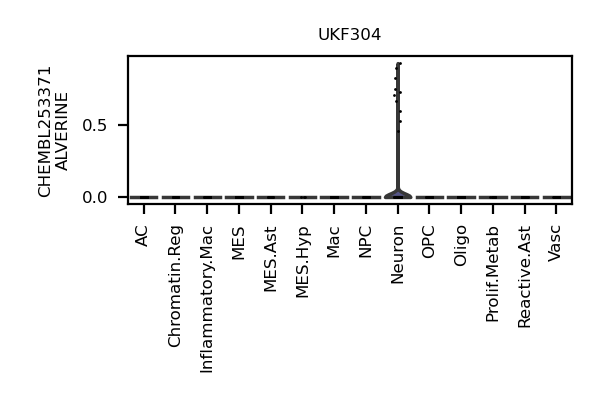 UKF304
CHEMBL253371
ALVERINE
0.5
0.0
AC
Chromatin.Reg
Inflammatory.Mac
MES
MES.Ast
MES.Hyp
Mac
NPC
Neuron
OPC
Oligo
Prolif.Metab
Reactive.Ast
Vasc